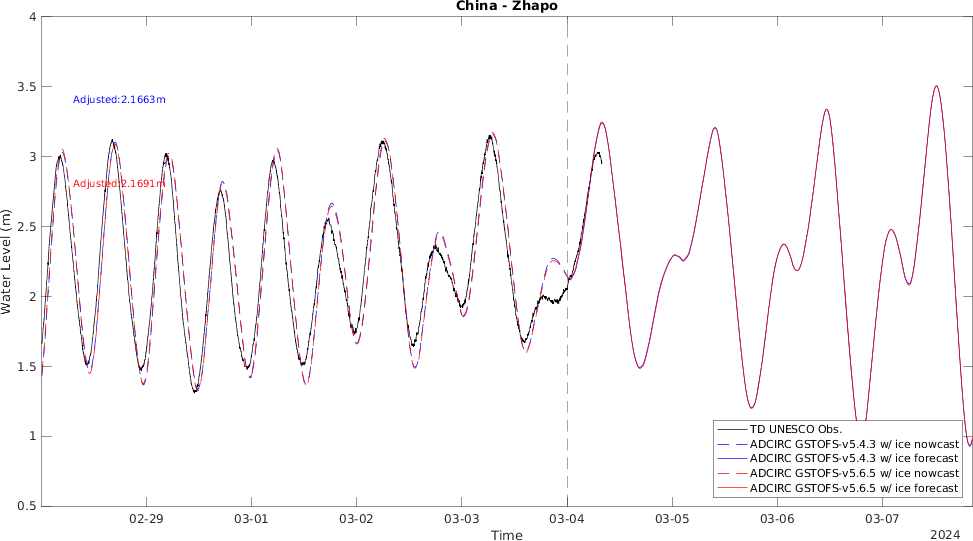 China - Zhapo
4
3.5
3
2.5
2
1.5
1
0.5
Water Level (m)
Adjusted:2.1663m
Adjusted:2.1691m
TD UNESCO Obs.
ADCIRC GSTOFS-v5.4.3 w/ ice nowcast
ADCIRC GSTOFS-v5.4.3 w/ ice forecast
ADCIRC GSTOFS-v5.6.5 w/ ice nowcast
ADCIRC GSTOFS-v5.6.5 w/ ice forecast
02-29 03-01 03-02 03-03 03-04 03-05 03-06 03-07
Time
2024